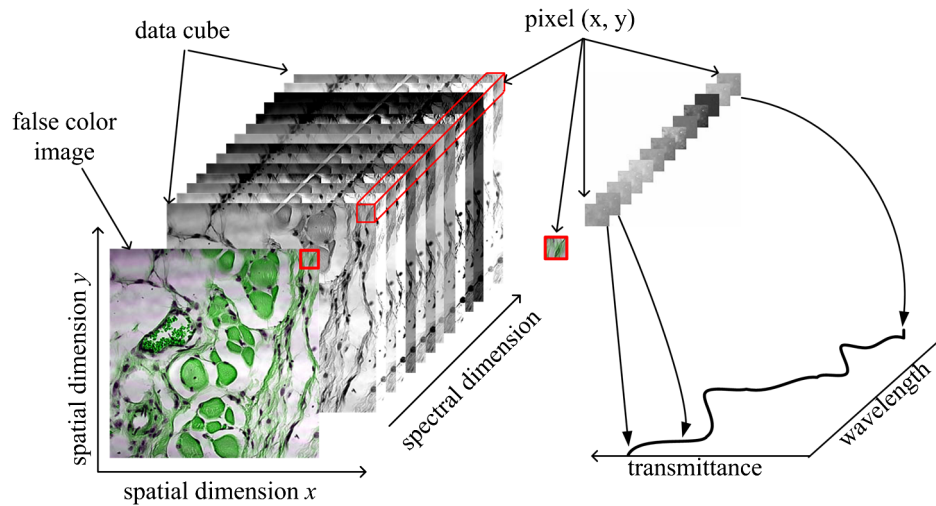 data cube
pixel (x, y)
false color
image
spatial dimension y
spectral dimension
wavelength
transmittance
spatial dimension x